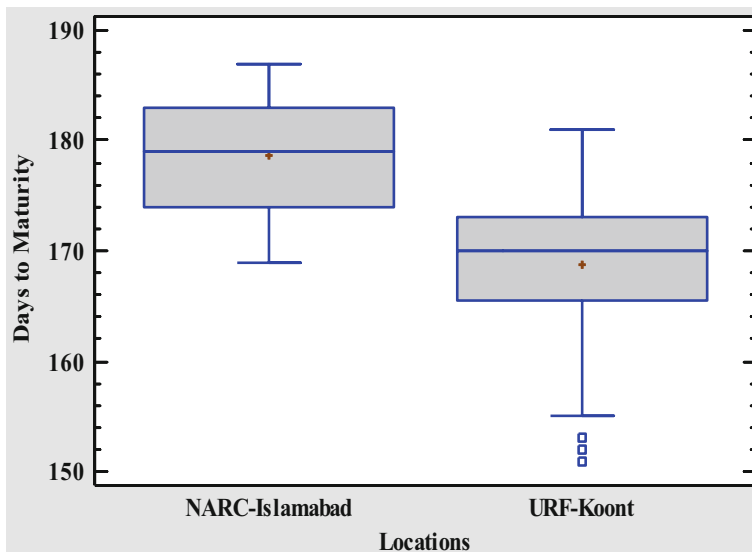 190
180
170
160
150
Days to Maturity
NARC-Islamabad
URF-Koont
Locations